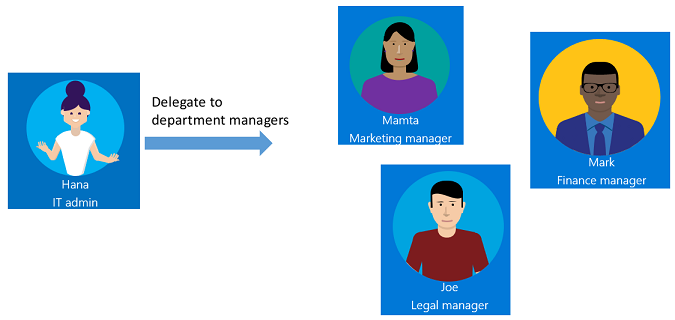 Hana
IT admin
Delegate to
department managers
Mamta
Marketing manager
Mark
Finance manager
Joe
Legal manager